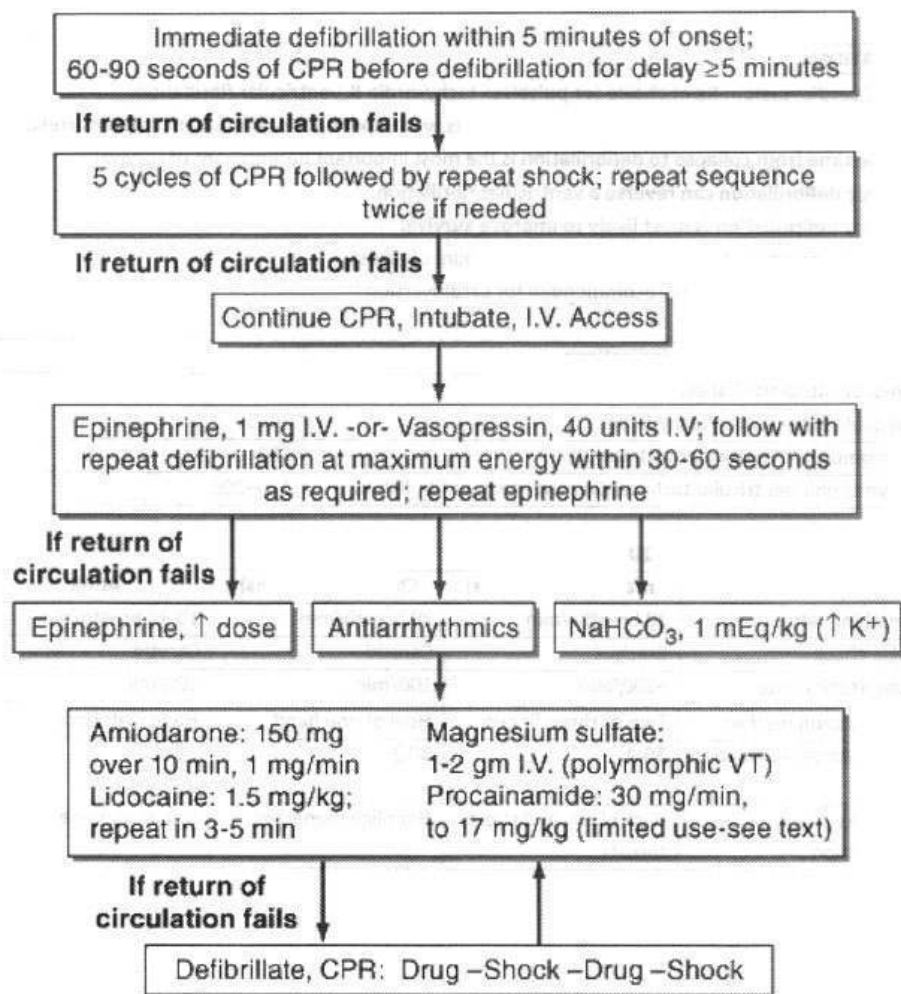 Immediate defibrillation within 5 minutes of onset;
60-90 seconds of CPR before defibrillation for delay ≥5 minutes
If return of circulation fails
5 cycles of CPR followed by repeat shock; repeat sequence
twice if needed
If return of circulation fails
Continue CPR, Intubate, I.V. Access
Epinephrine, 1 mg I.V. -or- Vasopressin, 40 units I.V; follow with
repeat defibrillation at maximum energy within 30-60 seconds
as required; repeat epinephrine
If return of
circulation fails
Epinephrine, ↑ dose
Antiarrhythmics
NaHCO₃, 1 mEq/kg (↑ K⁺)
Amiodarone: 150 mg
over 10 min, 1 mg/min
Lidocaine: 1.5 mg/kg;
repeat in 3-5 min
Magnesium sulfate:
1-2 gm I.V. (polymorphic VT)
Procainamide: 30 mg/min,
to 17 mg/kg (limited use-see text)
If return of
circulation fails
Defibrillate, CPR: Drug –Shock –Drug –Shock